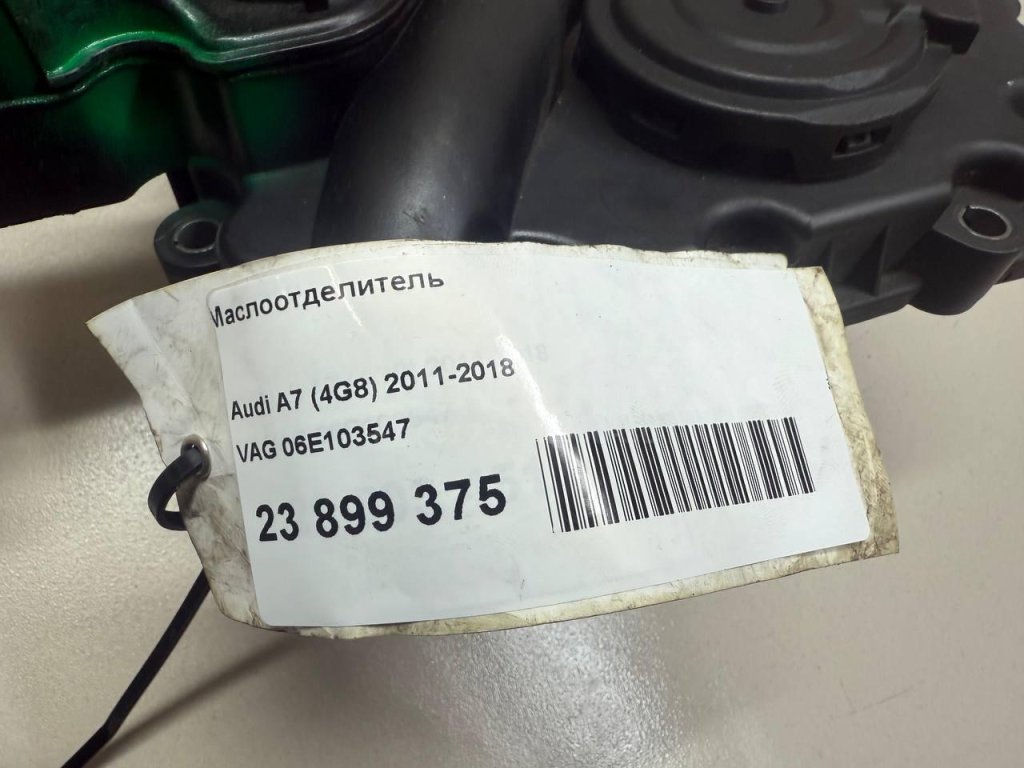 Маслоотделитель
Audi A7 (4G8) 2011-2018
VAG 06E103547
23 899 375